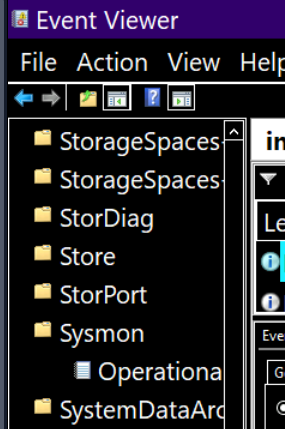 Event Viewer
File Action View Help
in
StorageSpaces-
StorageSpaces-
StorDiag
Le
Store
StorPort
Sysmon
Eve
Operationa
G
SystemDataArc